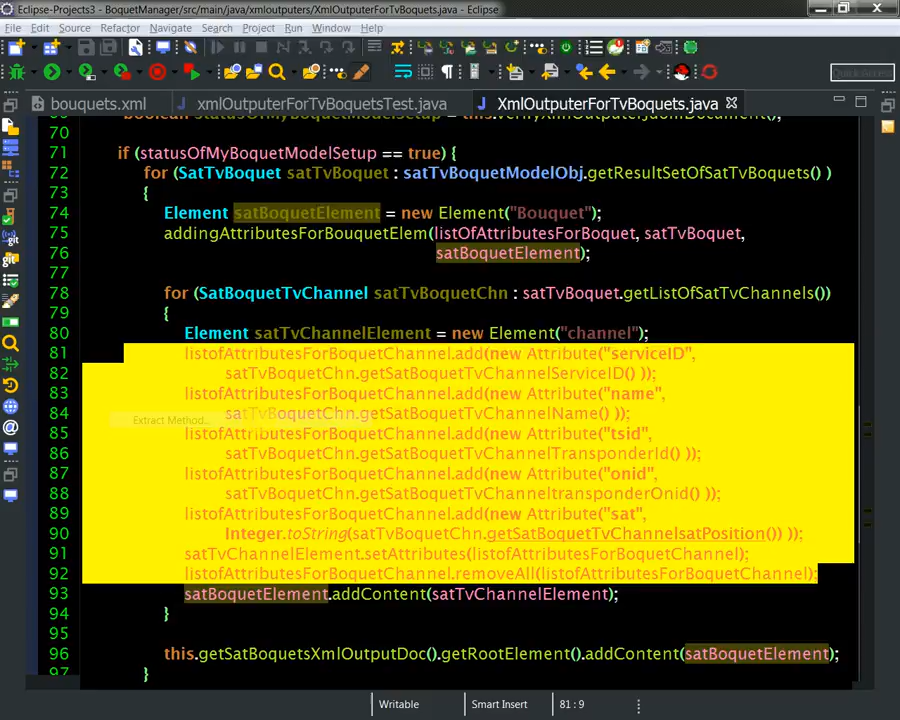 Eclipse-Projects3 - BoquetManager/src/main/java/xmloutputers/XmlOutputerForTvBoquets.java - Eclipse
File Edit Source Refactor Navigate Search Project Run Window Help
Quick Access
bouquets.xml xmlOutputerForTvBoquetsTest.java XmlOutputerForTvBoquets.java
70
71 if (statusOfMyBoquetModelSetup == true) {
72 for (SatTvBoquet satTvBoquet : satTvBoquetModelObj.getResultSetOfSatTvBoquets() )
73 {
74 Element satBoquetElement = new Element("Bouquet");
75 addingAttributesForBouquetElem(listOfAttributesForBouquet, satTvBoquet,
76 satBoquetElement);
77
78 for (SatBoquetTvChannel satTvBoquetChn : satTvBoquet.getListOfSatTvChannels())
79 {
80 Element satTvChannelElement = new Element("channel");
81 listofAttributesForBoquetChannel.add(new Attribute("serviceID",
82 satTvBoquetChn.getSatBoquetTvChannelServiceID() ));
83 listofAttributesForBoquetChannel.add(new Attribute("name",
84 satTvBoquetChn.getSatBoquetTvChannelName() ));
Extract Method...
85 listofAttributesForBoquetChannel.add(new Attribute("tsid",
86 satTvBoquetChn.getSatBoquetTvChannelTransponderId() ));
87 listofAttributesForBoquetChannel.add(new Attribute("onid",
88 satTvBoquetChn.getSatBoquetTvChanneltransponderOnid() ));
89 listofAttributesForBoquetChannel.add(new Attribute("sat",
90 Integer.toString(satTvBoquetChn.getSatBoquetTvChannelsatPosition()) ));
91 satTvChannelElement.setAttributes(listofAttributesForBoquetChannel);
92 listofAttributesForBoquetChannel.removeAll(listofAttributesForBoquetChannel);
93 satBoquetElement.addContent(satTvChannelElement);
94 }
95
96 this.getSatBoquetsXmlOutputDoc().getRootElement().addContent(satBoquetElement);
97 }
Writable Smart Insert 81 : 9